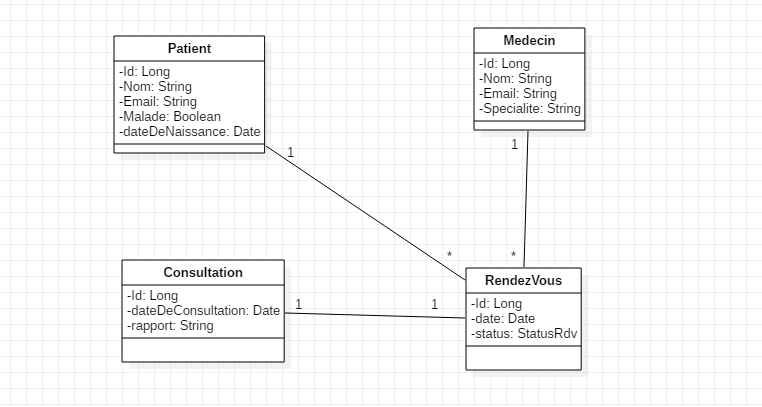 Patient
-Id: Long
-Nom: String
-Email: String
-Malade: Boolean
-dateDeNaissance: Date
Medecin
-Id: Long
-Nom: String
-Email: String
-Specialite: String
1
1
*
*
Consultation
-Id: Long
-dateDeConsultation: Date
-rapport: String
1
1
RendezVous
-Id: Long
-date: Date
-status: StatusRdv